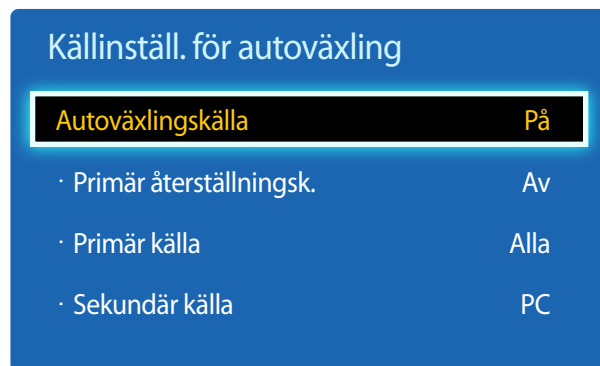 Källinställ. för autoväxling
Autoväxlingskälla På
· Primär återställningsk. Av
· Primär källa Alla
· Sekundär källa PC